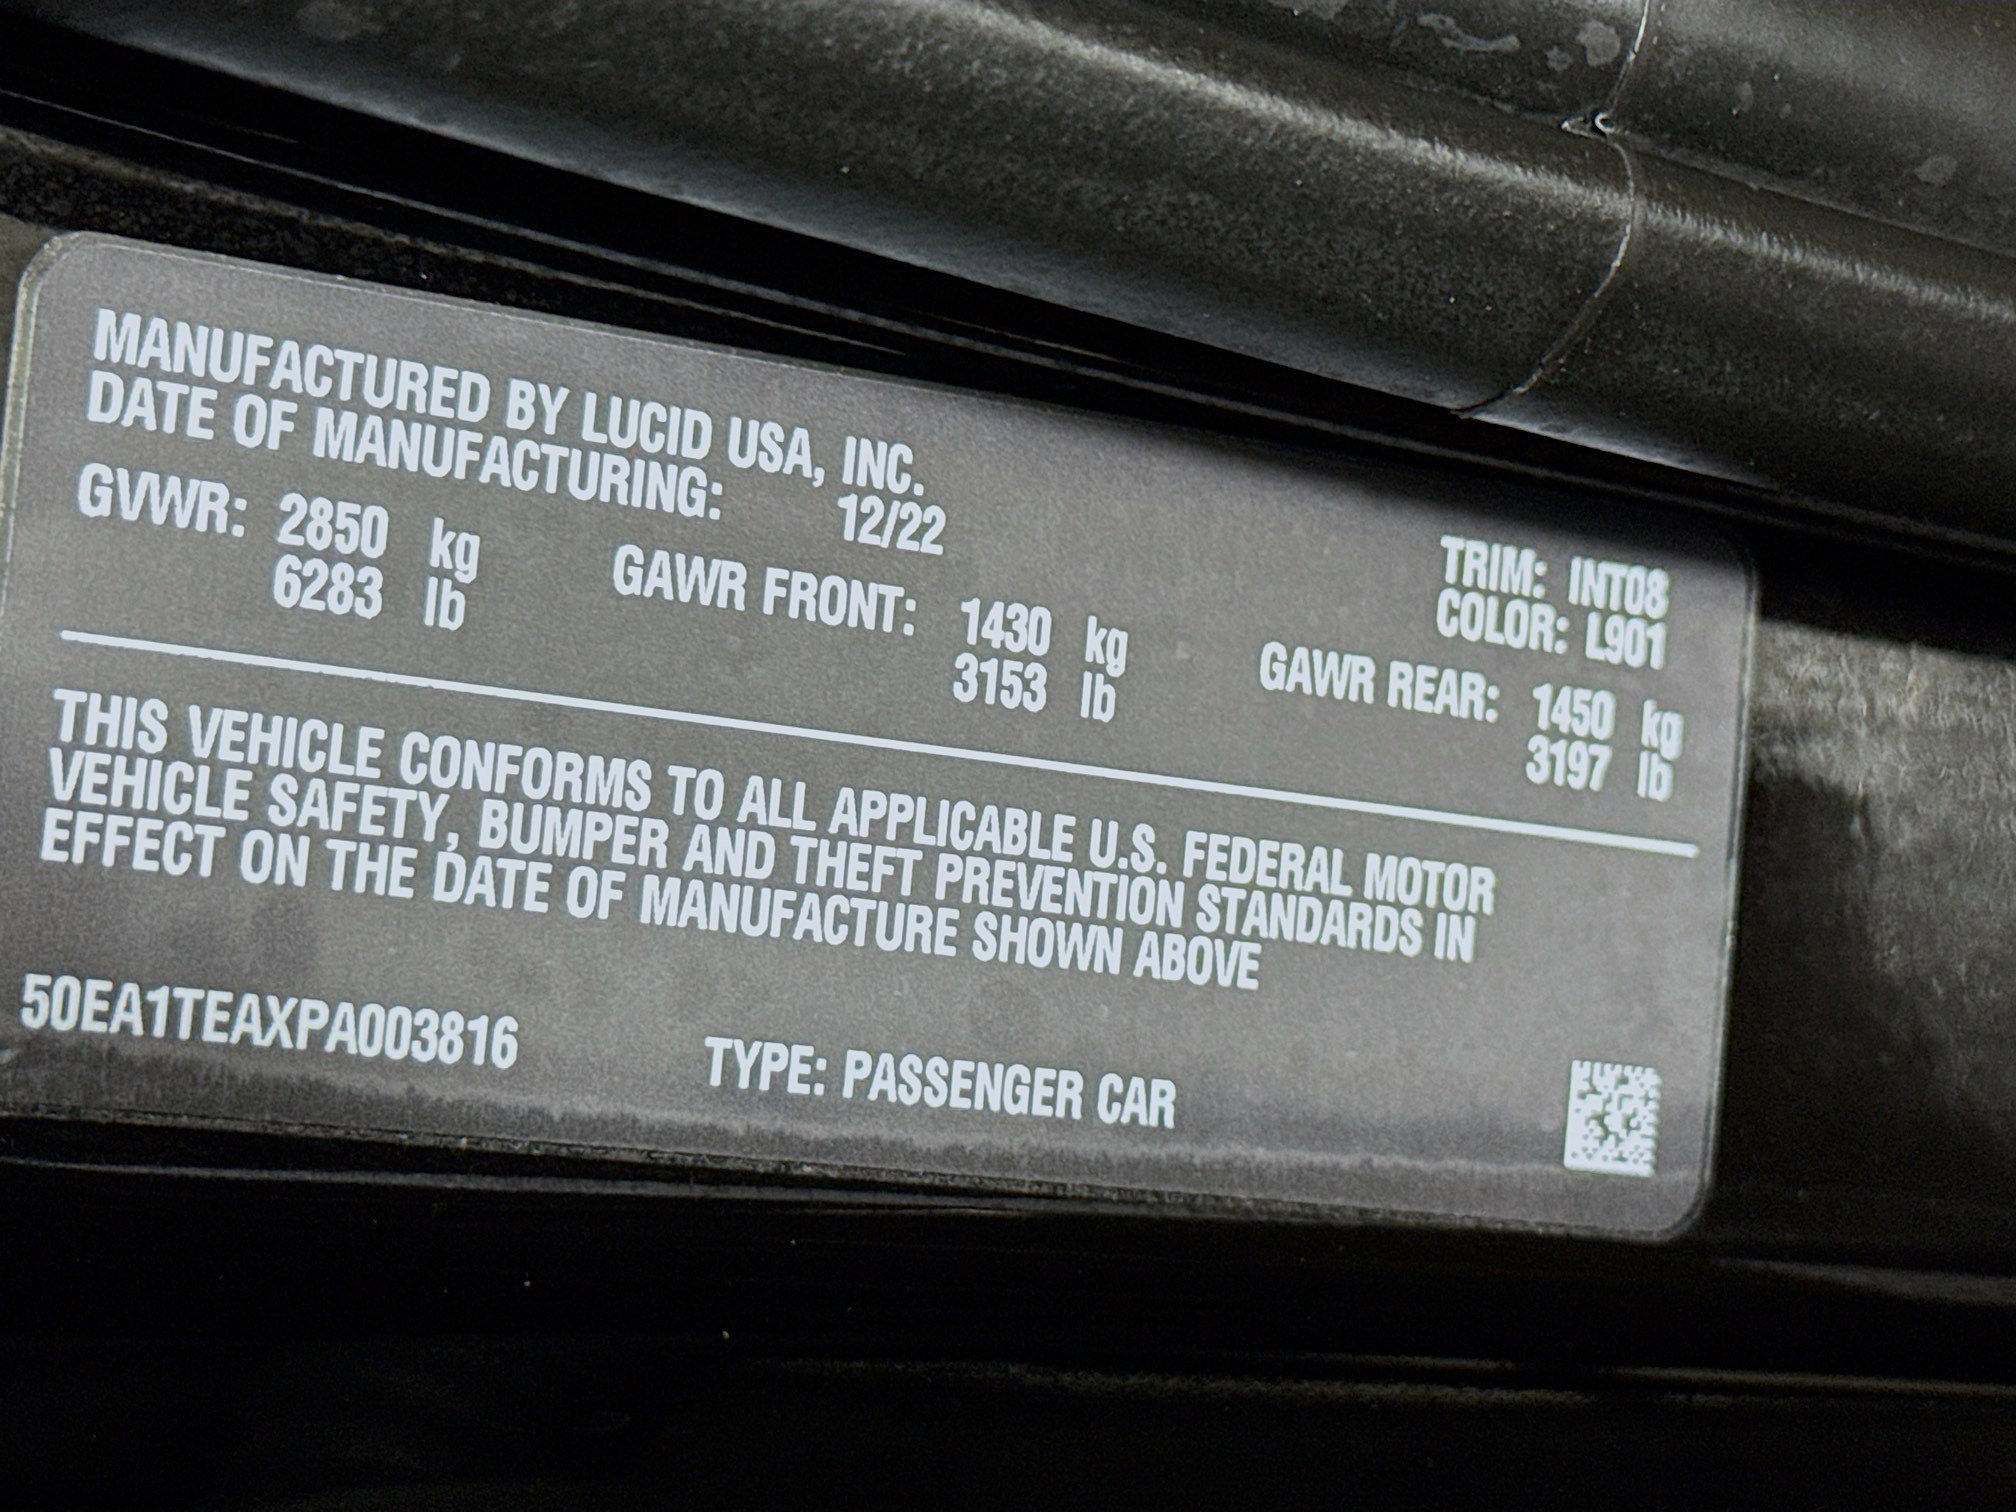 MANUFACTURED BY LUCID USA, INC.
DATE OF MANUFACTURING: 12/22
TRIM: INT08
COLOR: L901
GVWR: 2850 kg
6283 lb
GAWR FRONT: 1430 kg
3153 lb
GAWR REAR: 1450 kg
3197 lb
THIS VEHICLE CONFORMS TO ALL APPLICABLE U.S. FEDERAL MOTOR
VEHICLE SAFETY, BUMPER AND THEFT PREVENTION STANDARDS IN
EFFECT ON THE DATE OF MANUFACTURE SHOWN ABOVE
50EA1TEAXPA003816
TYPE: PASSENGER CAR